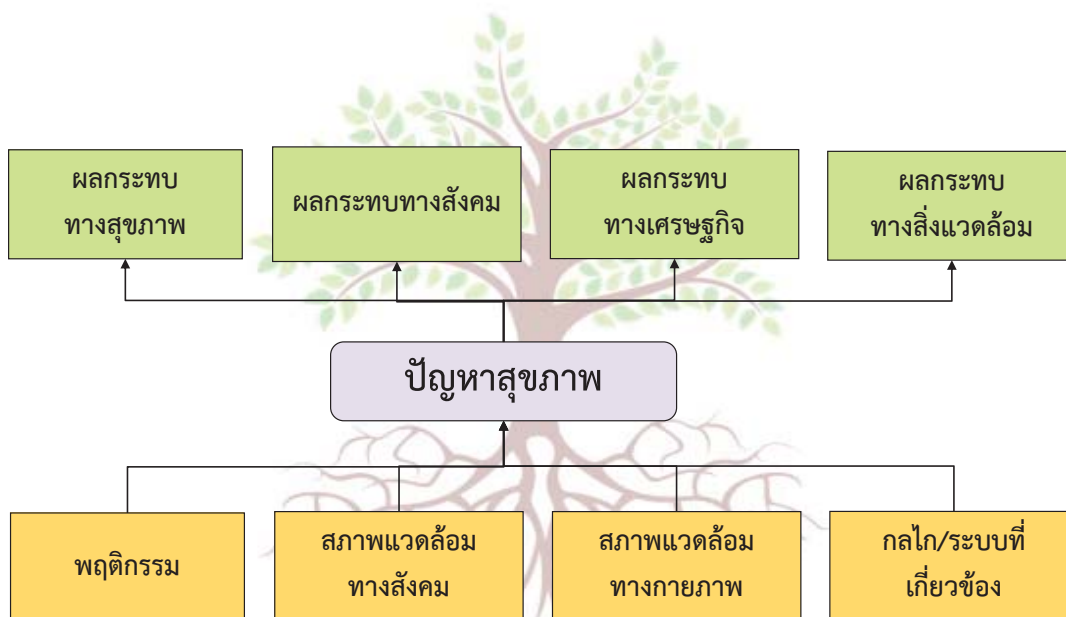 ผลกระทบ
ทางสุขภาพ
ผลกระทบทางสังคม
ผลกระทบ
ทางเศรษฐกิจ
ผลกระทบ
ทางสิ่งแวดล้อม
ปัญหาสุขภาพ
พฤติกรรม
สภาพแวดล้อม
ทางสังคม
สภาพแวดล้อม
ทางกายภาพ
กลไก/ระบบที่
เกี่ยวข้อง